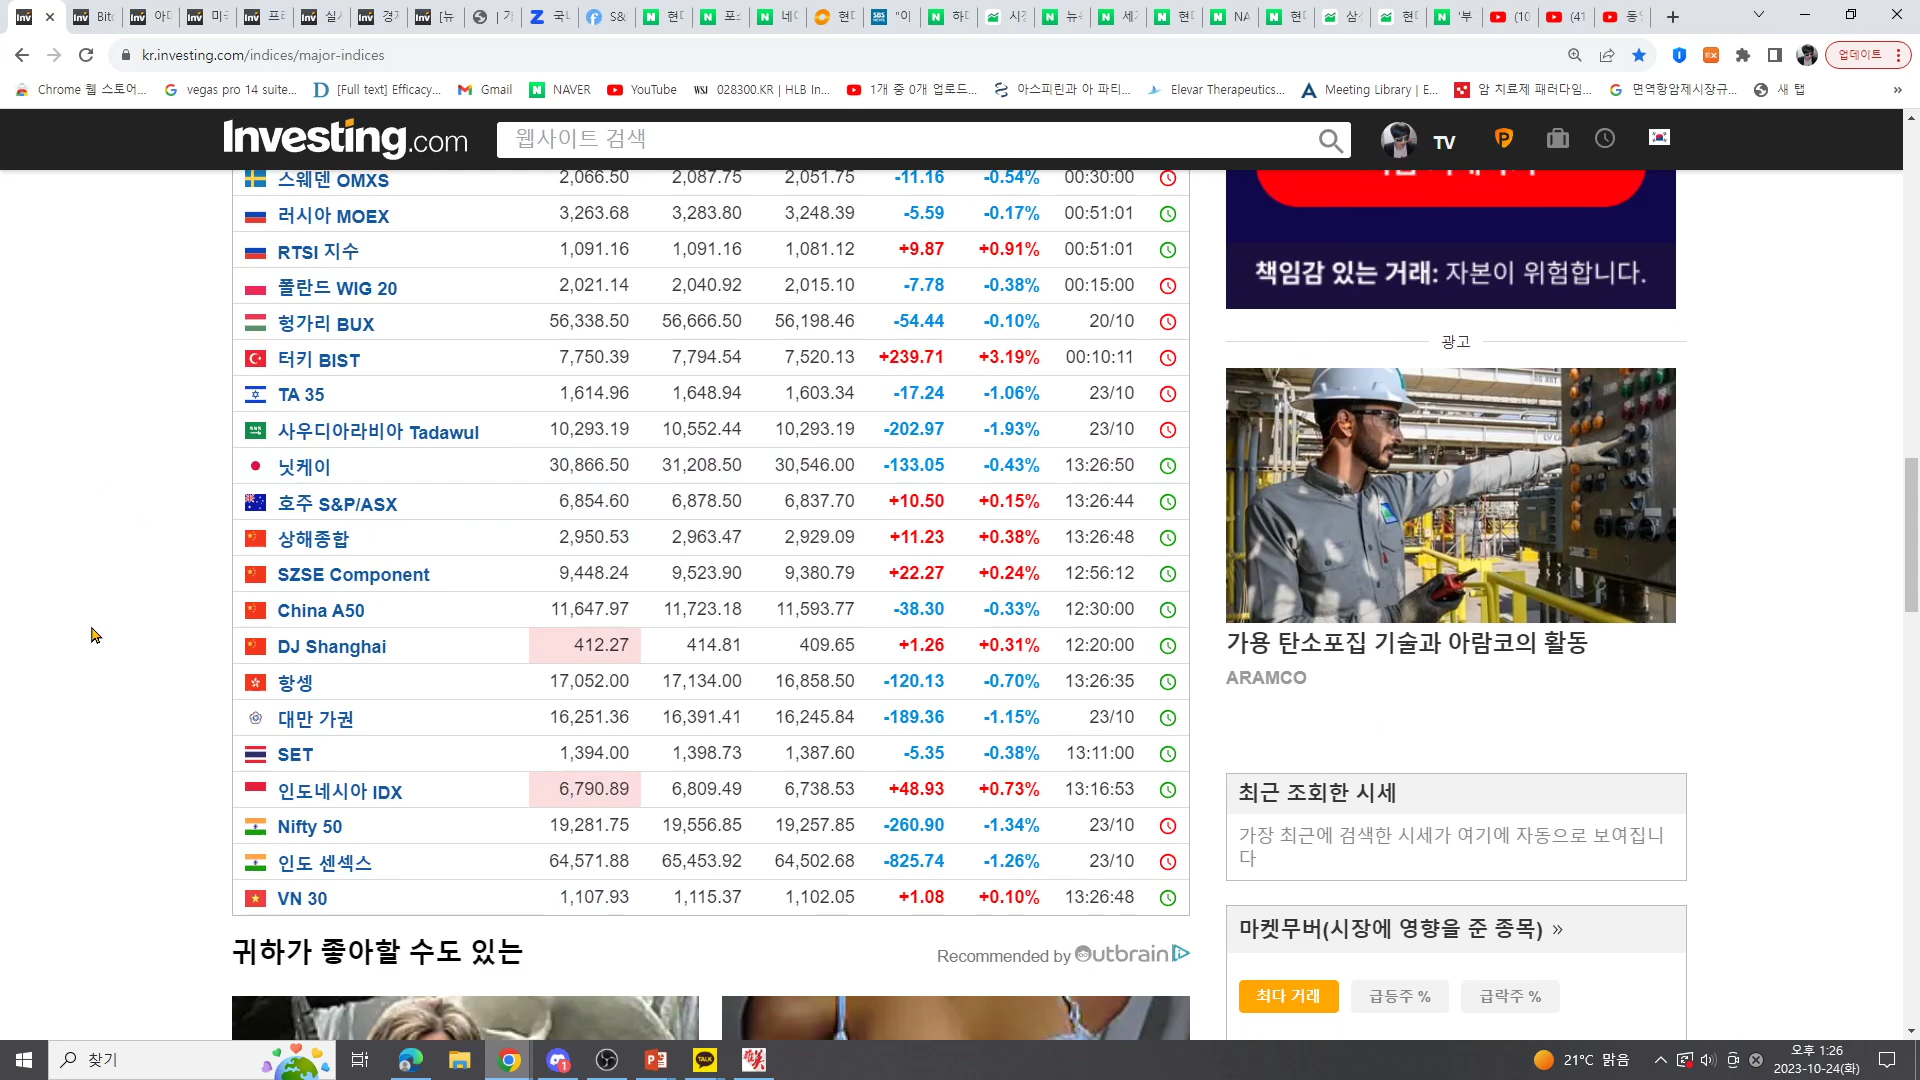 Inv
Bit
Inv
Inv
Inv
Inv
Inv
Inv
국니
S&
네이
SBS
"이
하대
시장
NA
'부
(10
(41
kr.investing.com/indices/major-indices
업데이트
Chrome 웹 스토어...
vegas pro 14 suite...
[Full text] Efficacy...
Gmail
NAVER
YouTube
WSJ 028300.KR | HLB In...
1개 중 0개 업로드...
아스피린과 아 파티...
Elevar Therapeutics...
Meeting Library | E...
암 치료제 패러다임...
면역항암제시장규...
새 탭
»
Investing.com
웹사이트 검색
TV
스웨덴 OMXS 2,066.50 2,087.75 2,051.75 -11.16 -0.54% 00:30:00
러시아 MOEX 3,263.68 3,283.80 3,248.39 -5.59 -0.17% 00:51:01
RTSI 지수 1,091.16 1,091.16 1,081.12 +9.87 +0.91% 00:51:01
폴란드 WIG 20 2,021.14 2,040.92 2,015.10 -7.78 -0.38% 00:15:00
헝가리 BUX 56,338.50 56,666.50 56,198.46 -54.44 -0.10% 20/10
터키 BIST 7,750.39 7,794.54 7,520.13 +239.71 +3.19% 00:10:11
TA 35 1,614.96 1,648.94 1,603.34 -17.24 -1.06% 23/10
사우디아라비아 Tadawul 10,293.19 10,552.44 10,293.19 -202.97 -1.93% 23/10
닛케이 30,866.50 31,208.50 30,546.00 -133.05 -0.43% 13:26:50
호주 S&P/ASX 6,854.60 6,878.50 6,837.70 +10.50 +0.15% 13:26:44
상해종합 2,950.53 2,963.47 2,929.09 +11.23 +0.38% 13:26:48
SZSE Component 9,448.24 9,523.90 9,380.79 +22.27 +0.24% 12:56:12
China A50 11,647.97 11,723.18 11,593.77 -38.30 -0.33% 12:30:00
DJ Shanghai 412.27 414.81 409.65 +1.26 +0.31% 12:20:00
항셍 17,052.00 17,134.00 16,858.50 -120.13 -0.70% 13:26:35
대만 가권 16,251.36 16,391.41 16,245.84 -189.36 -1.15% 23/10
SET 1,394.00 1,398.73 1,387.60 -5.35 -0.38% 13:11:00
인도네시아 IDX 6,790.89 6,809.49 6,738.53 +48.93 +0.73% 13:16:53
Nifty 50 19,281.75 19,556.85 19,257.85 -260.90 -1.34% 23/10
인도 센섹스 64,571.88 65,453.92 64,502.68 -825.74 -1.26% 23/10
VN 30 1,107.93 1,115.37 1,102.05 +1.08 +0.10% 13:26:48
귀하가 좋아할 수도 있는
Recommended by Outbrain
책임감 있는 거래: 자본이 위험합니다.
광고
가용 탄소포집 기술과 아람코의 활동
ARAMCO
최근 조회한 시세
가장 최근에 검색한 시세가 여기에 자동으로 보여집니
다
마켓무버(시장에 영향을 준 종목) »
최다 거래
급등주 %
급락주 %
찾기
TALK
21°C 맑음
오후 1:26
2023-10-24(화)